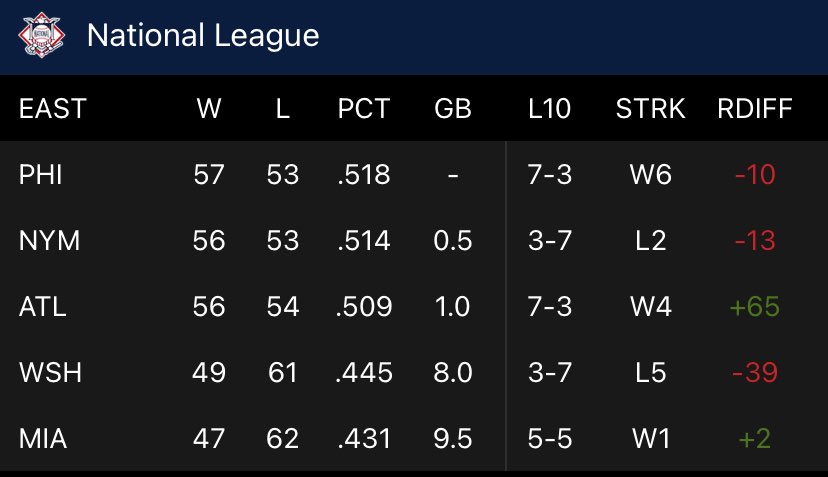 National League
EAST W L PCT GB L10 STRK RDIFF
PHI 57 53 .518 - 7-3 W6 -10
NYM 56 53 .514 0.5 3-7 L2 -13
ATL 56 54 .509 1.0 7-3 W4 +65
WSH 49 61 .445 8.0 3-7 L5 -39
MIA 47 62 .431 9.5 5-5 W1 +2